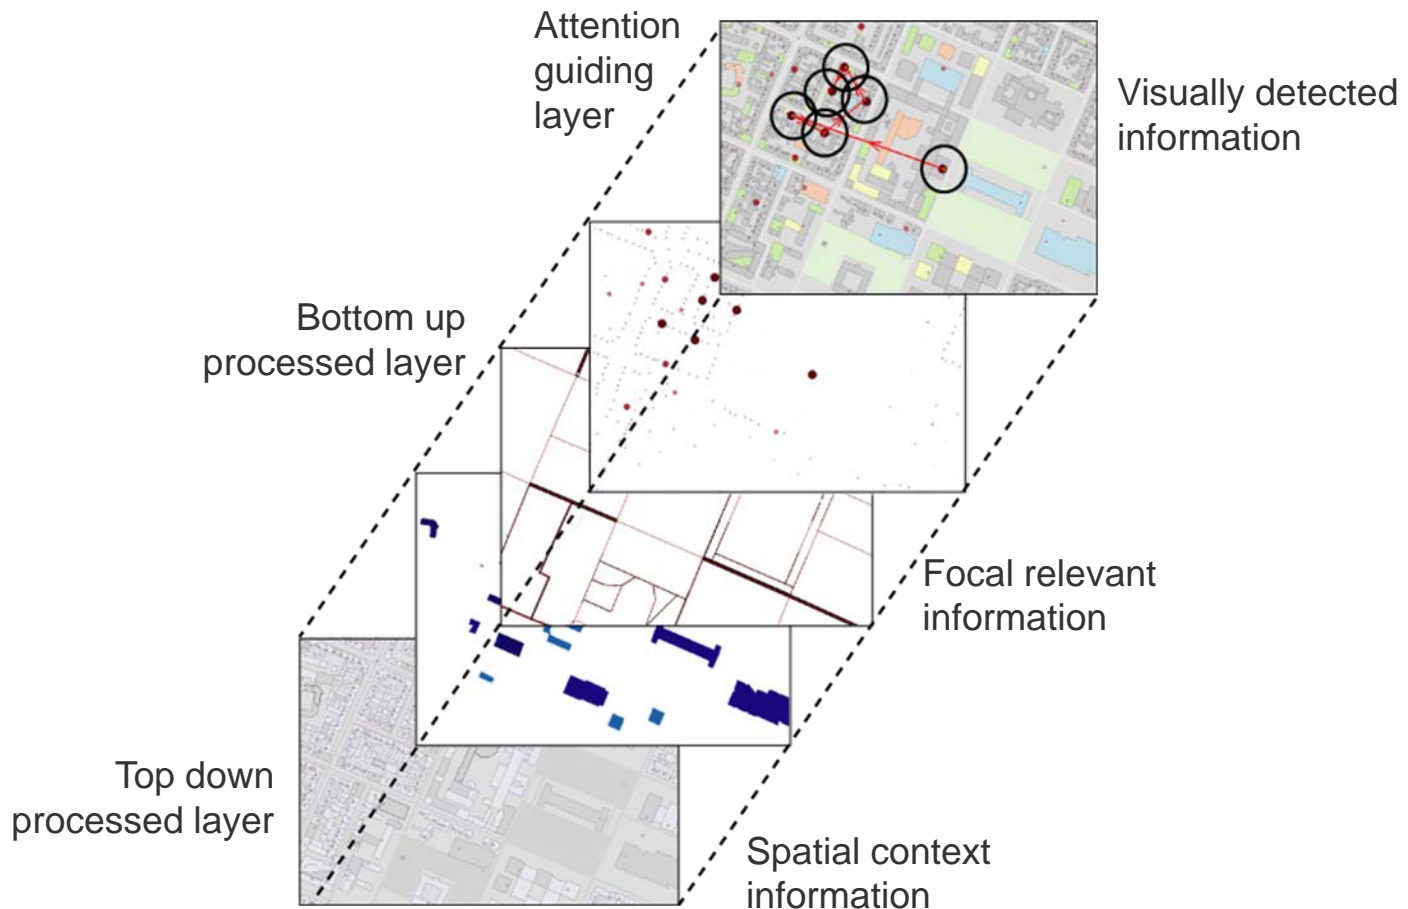 Attention
guiding
layer
Visually detected
information
Bottom up
processed layer
Focal relevant
information
Top down
processed layer
Spatial context
information